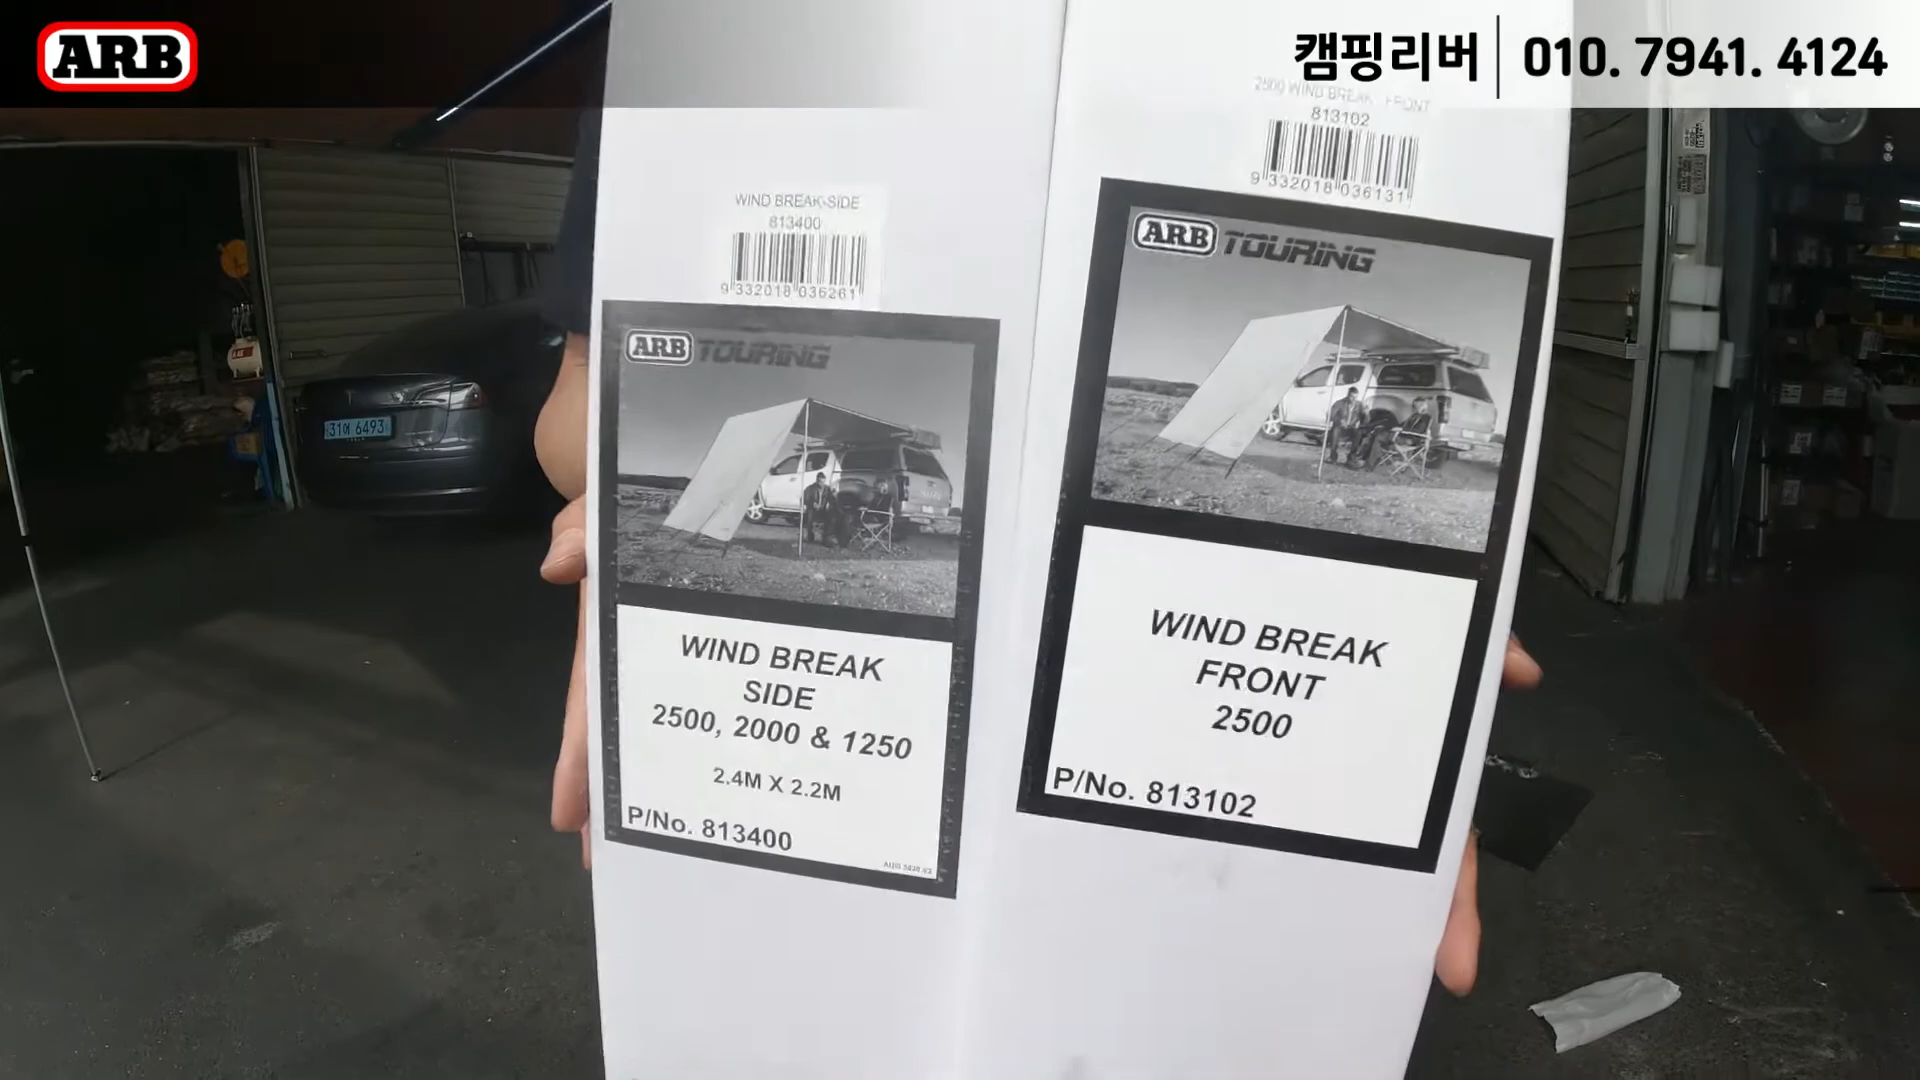 ARB
캠핑리버 010. 7941. 4124
2500 WIND BREAK FRONT
813102
9 332018 036131
WIND BREAK-SIDE
813400
9 332018 036261
ARB TOURING
WIND BREAK
SIDE
2500, 2000 & 1250
2.4M X 2.2M
P/No. 813400
ARB TOURING
WIND BREAK
FRONT
2500
P/No. 813102
6493